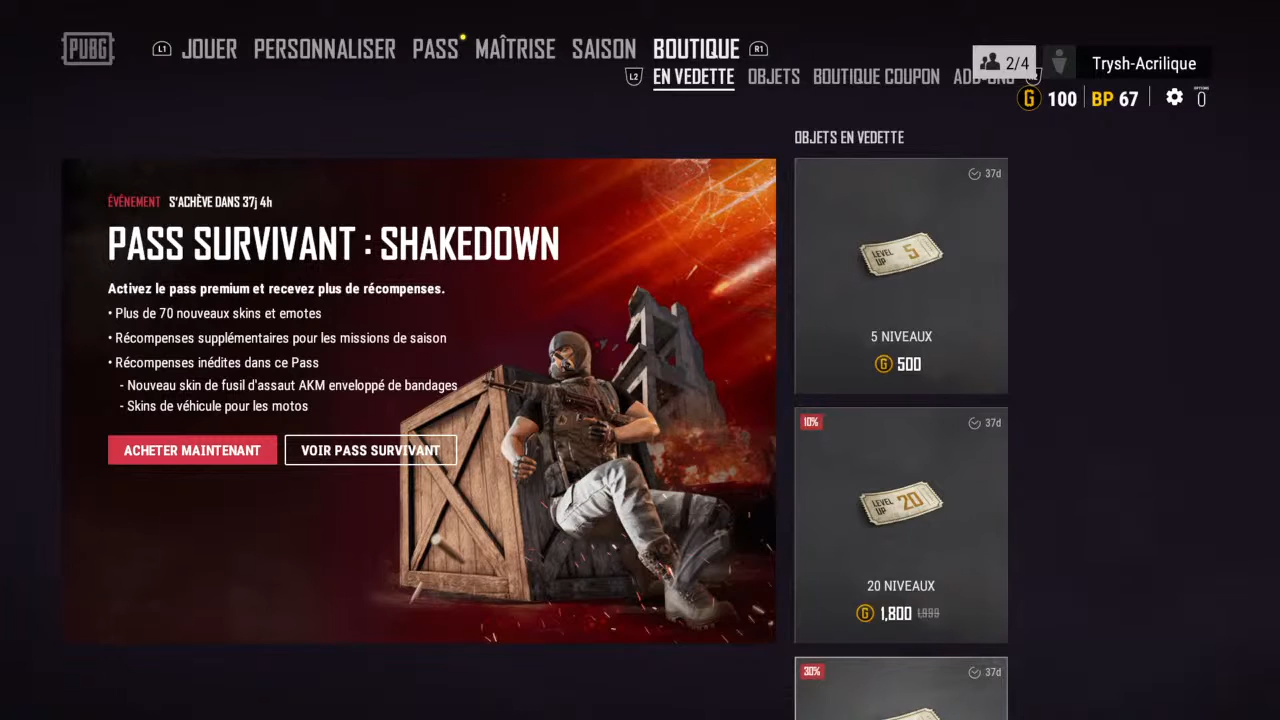 PUBG
L1 JOUER PERSONNALISER PASS MAÎTRISE SAISON BOUTIQUE R1
L2 EN VEDETTE OBJETS BOUTIQUE COUPON ADD-ONS
2/4
Trysh-Acrilique
G 100 BP 67
OPTIONS
OBJETS EN VEDETTE
ÉVÉNEMENT S'ACHÈVE DANS 37j 4h
PASS SURVIVANT : SHAKEDOWN
Activez le pass premium et recevez plus de récompenses.
• Plus de 70 nouveaux skins et emotes
• Récompenses supplémentaires pour les missions de saison
• Récompenses inédites dans ce Pass
- Nouveau skin de fusil d'assaut AKM enveloppé de bandages
- Skins de véhicule pour les motos
ACHETER MAINTENANT VOIR PASS SURVIVANT
37d
LEVEL UP 5
5 NIVEAUX
G 500
10% 37d
LEVEL UP 20
20 NIVEAUX
G 1,800 1,999
30% 37d